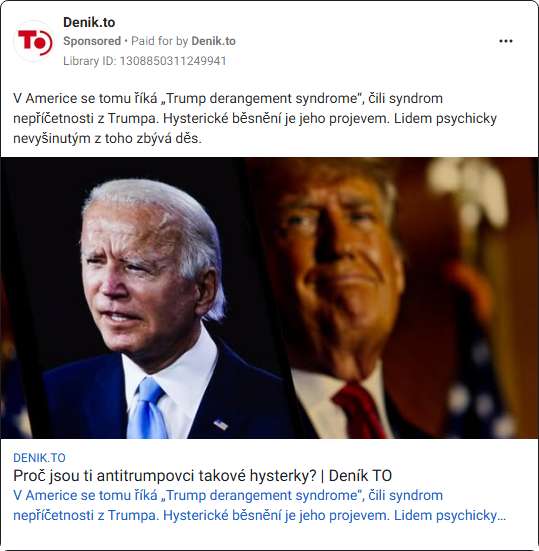 Denik.to
Sponsored • Paid for by Denik.to
Library ID: 1308850311249941
V Americe se tomu říká „Trump derangement syndrome“, čili syndrom
nepříčetnosti z Trumpa. Hysterické běsnění je jeho projevem. Lidem psychicky
nevyšinutým z toho zbývá děs.
DENIK.TO
Proč jsou ti antitrumpovci takové hysterky? | Deník TO
V Americe se tomu říká „Trump derangement syndrome“, čili syndrom
nepříčetnosti z Trumpa. Hysterické běsnění je jeho projevem. Lidem psychicky...